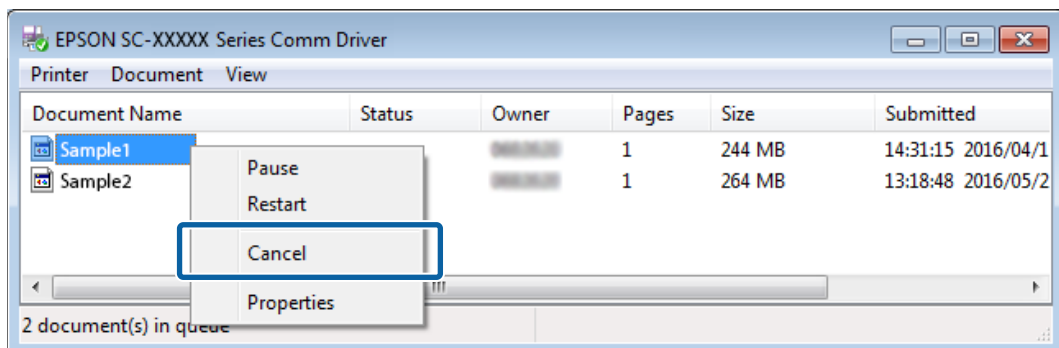 EPSON SC-XXXXX Series Comm Driver
Printer Document View
Document Name Status Owner Pages Size Submitted
Sample1 1 244 MB 14:31:15 2016/04/1
Sample2 1 264 MB 13:18:48 2016/05/2
Pause
Restart
Cancel
Properties
2 document(s) in queue